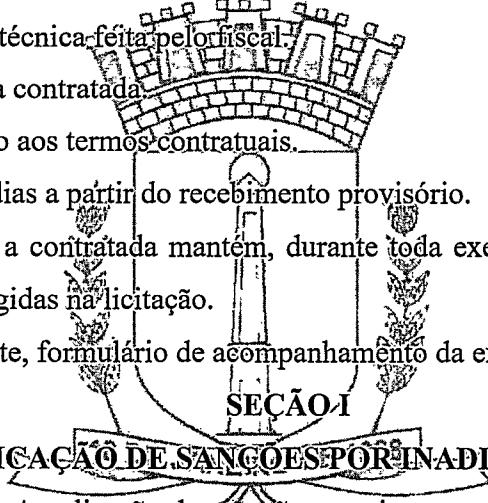 técnica feita pelo fiscal.
a contratada.
o aos termos contratuais.
dias a partir do recebimento provisório.
a contratada mantém, durante toda exe
gidas na licitação.
te, formulário de acompanhamento da e
SEÇÃO I
ICAÇÃO DE SANÇÕES POR INADI